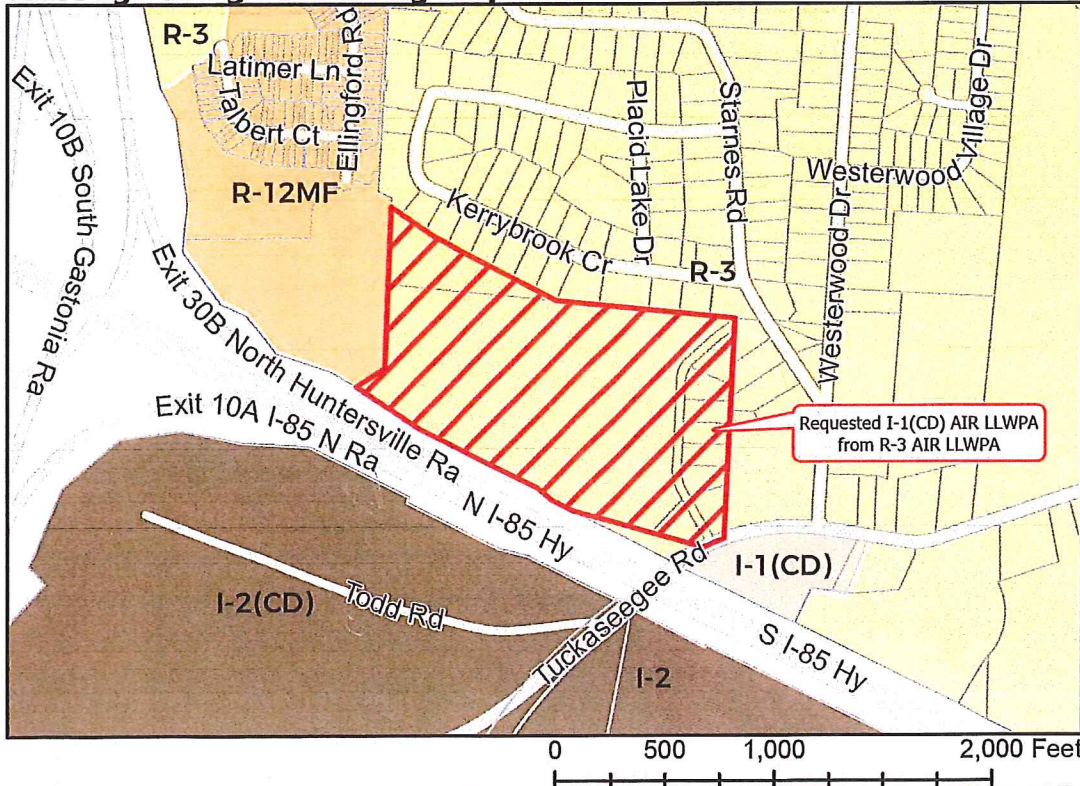 R-3
Latimer Ln
Talbert Ct
Ellingford Rd
R-12MF
Exit 10B South Gastonia Ra
Exit 30B North Huntersville Ra
Exit 10A I-85 N Ra
N I-85 Hy
Kerrybrook Cr
Placid Lake Dr
Starnes Rd
R-3
Westerwood Dr
Westerwood
Village Dr
Requested I-1(CD) AIR LLWPA
from R-3 AIR LLWPA
I-1(CD)
I-2(CD)
Todd Rd
Tuckaseegee Rd
I-2
S I-85 Hy
0 500 1,000 2,000 Feet